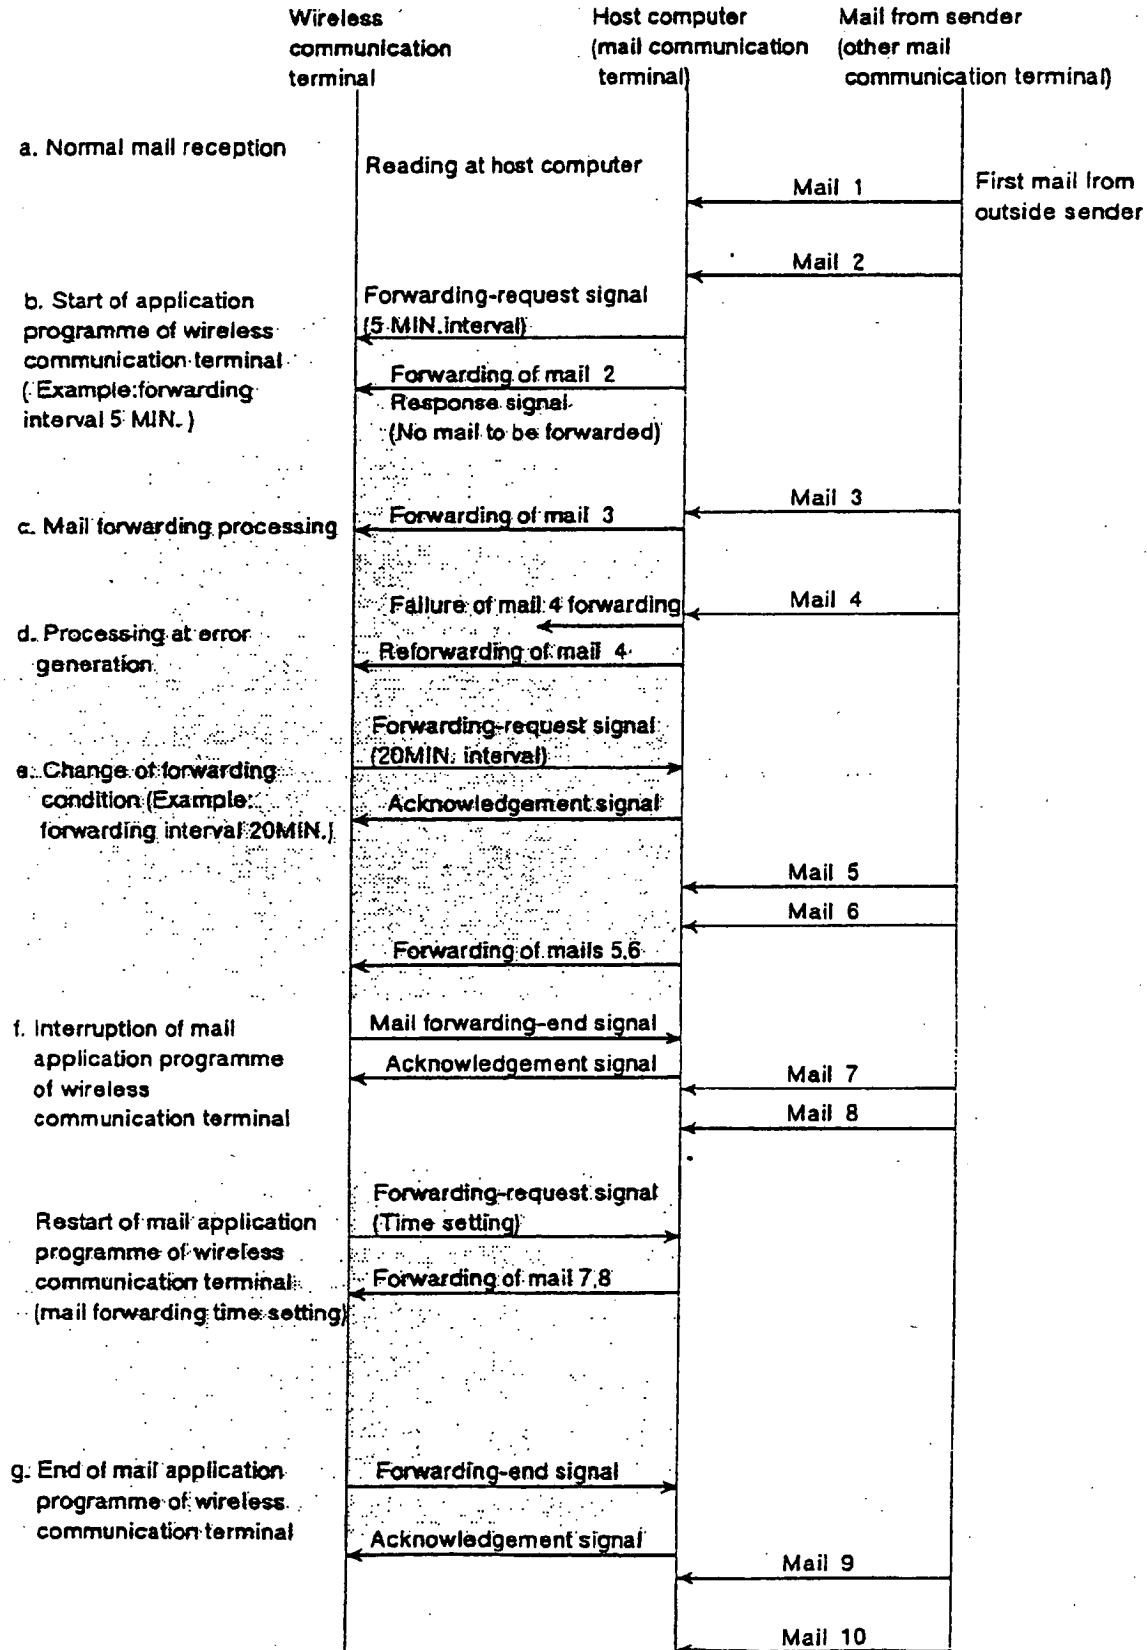 Wireless
communication
terminal
Host computer
(mail communication
terminal)
Mail from sender
(other mail
communication terminal)
a. Normal mail reception
Reading at host computer
Mail 1
First mail from
outside sender
Mail 2
b. Start of application
programme of wireless
communication terminal
(Example:forwarding
interval 5 MIN.)
Forwarding-request signal
(5 MIN.interval)
Forwarding of mail 2
Response signal
(No mail to be forwarded)
Mail 3
c. Mail forwarding processing
Forwarding of mail 3
Failure of mail 4 forwarding
Mail 4
d. Processing at error
generation
Reforwarding of mail 4
Forwarding-request signal
(20MIN. interval)
e. Change of forwarding
condition (Example:
forwarding interval 20MIN.)
Acknowledgement signal
Mail 5
Mail 6
Forwarding of mails 5,6
f. Interruption of mail
application programme
of wireless
communication terminal
Mail forwarding-end signal
Acknowledgement signal
Mail 7
Mail 8
Forwarding-request signal
(Time setting)
Restart of mail application
programme of wireless
communication terminal
(mail forwarding time setting)
Forwarding of mail 7,8
g. End of mail application
programme of wireless
communication terminal
Forwarding-end signal
Acknowledgement signal
Mail 9
Mail 10